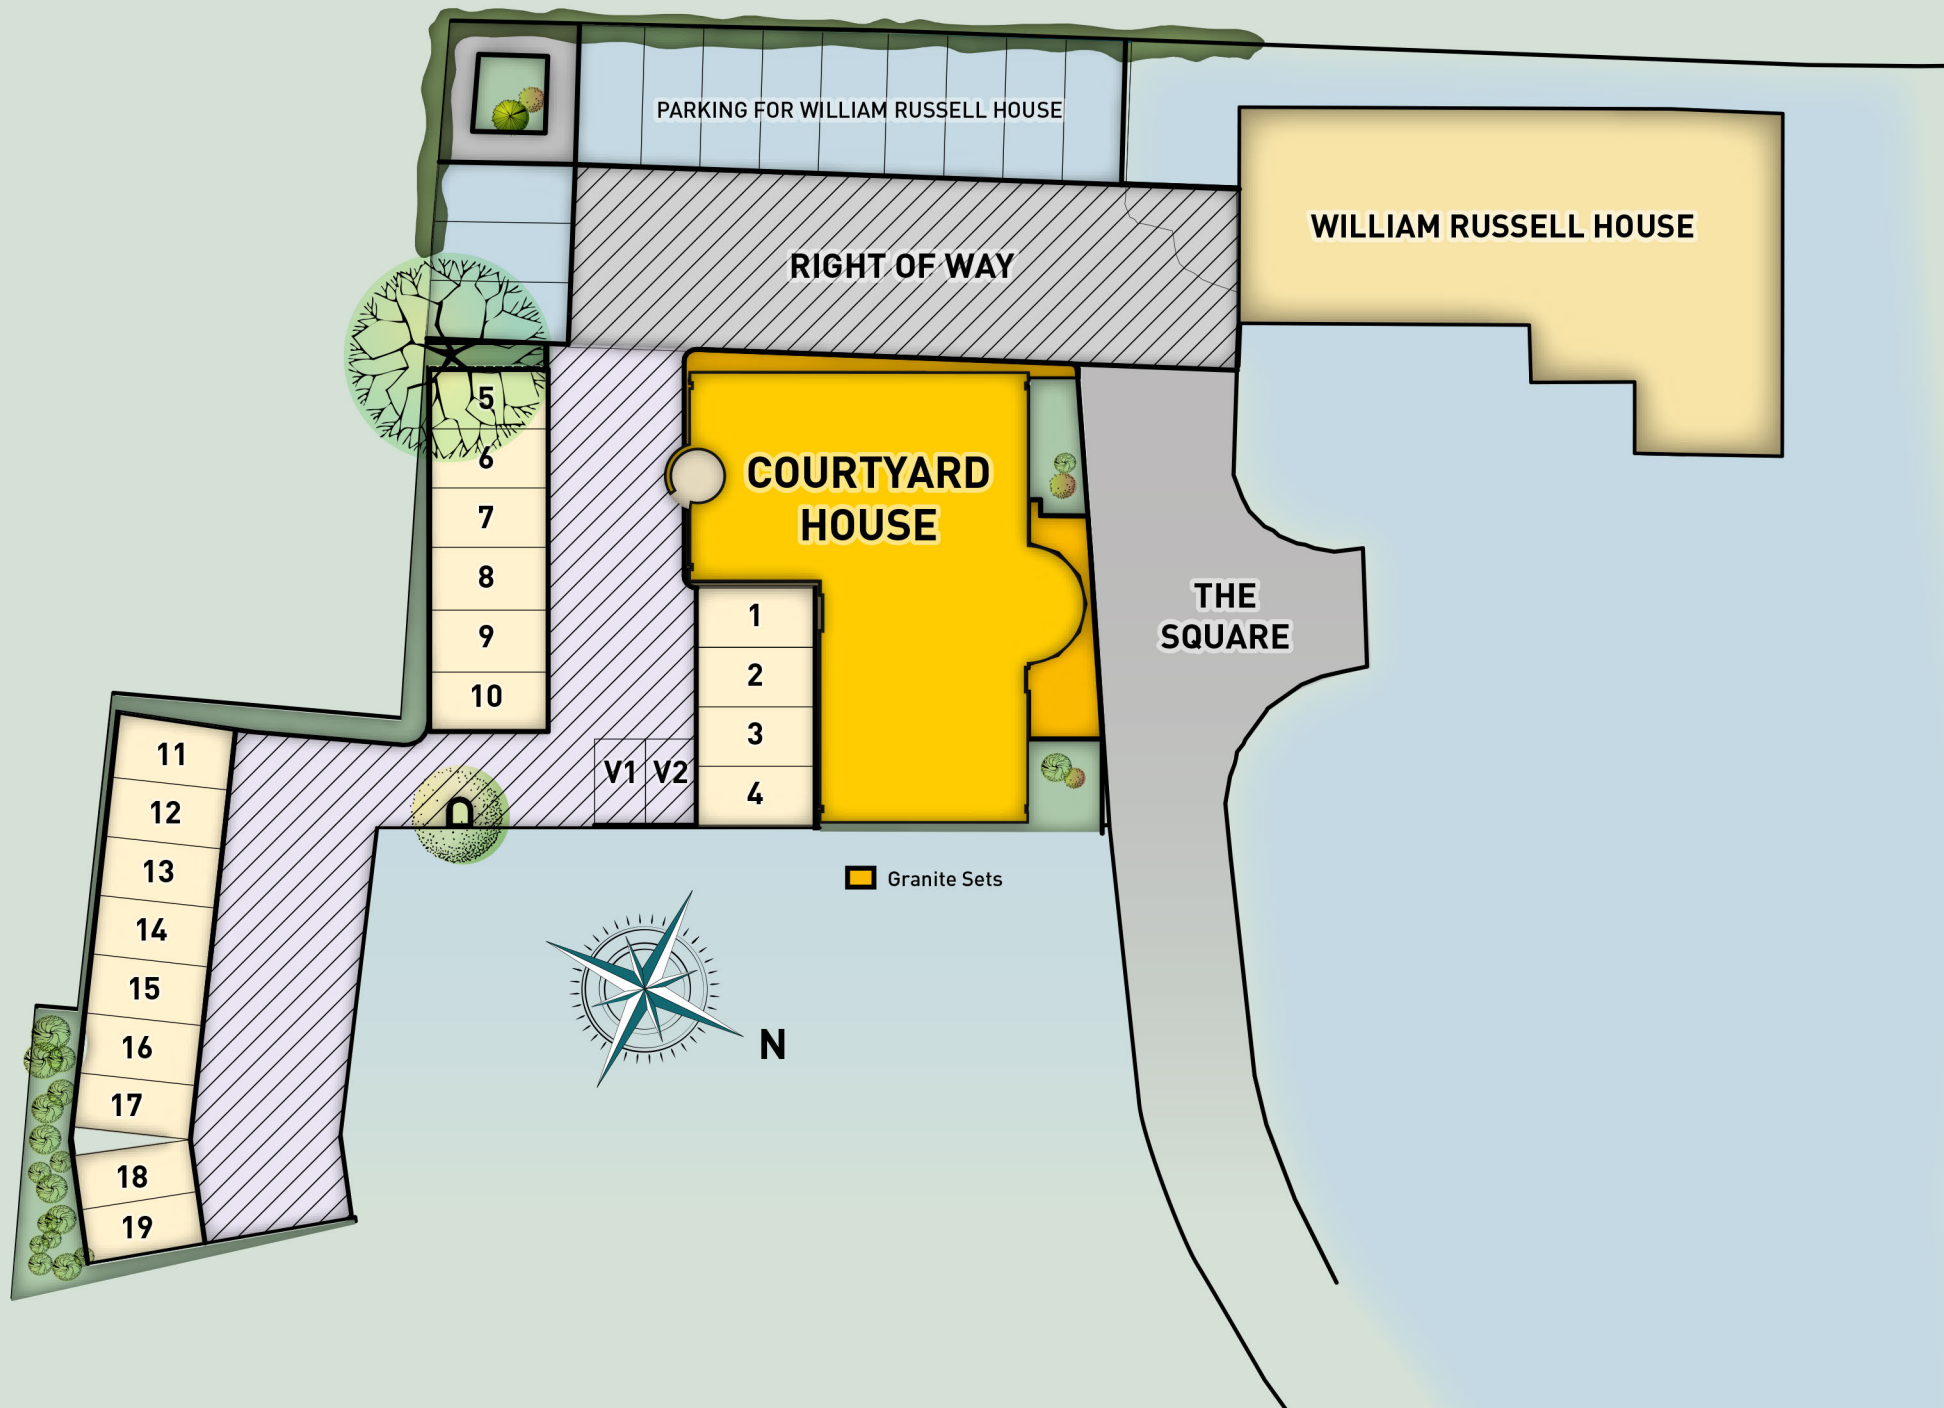 PARKING FOR WILLIAM RUSSELL HOUSE
WILLIAM RUSSELL HOUSE
RIGHT OF WAY
5
6
7
8
9
10
COURTYARD
HOUSE
THE
SQUARE
1
2
3
4
V1 V2
11
12
13
14
15
16
17
18
19
Granite Sets
N